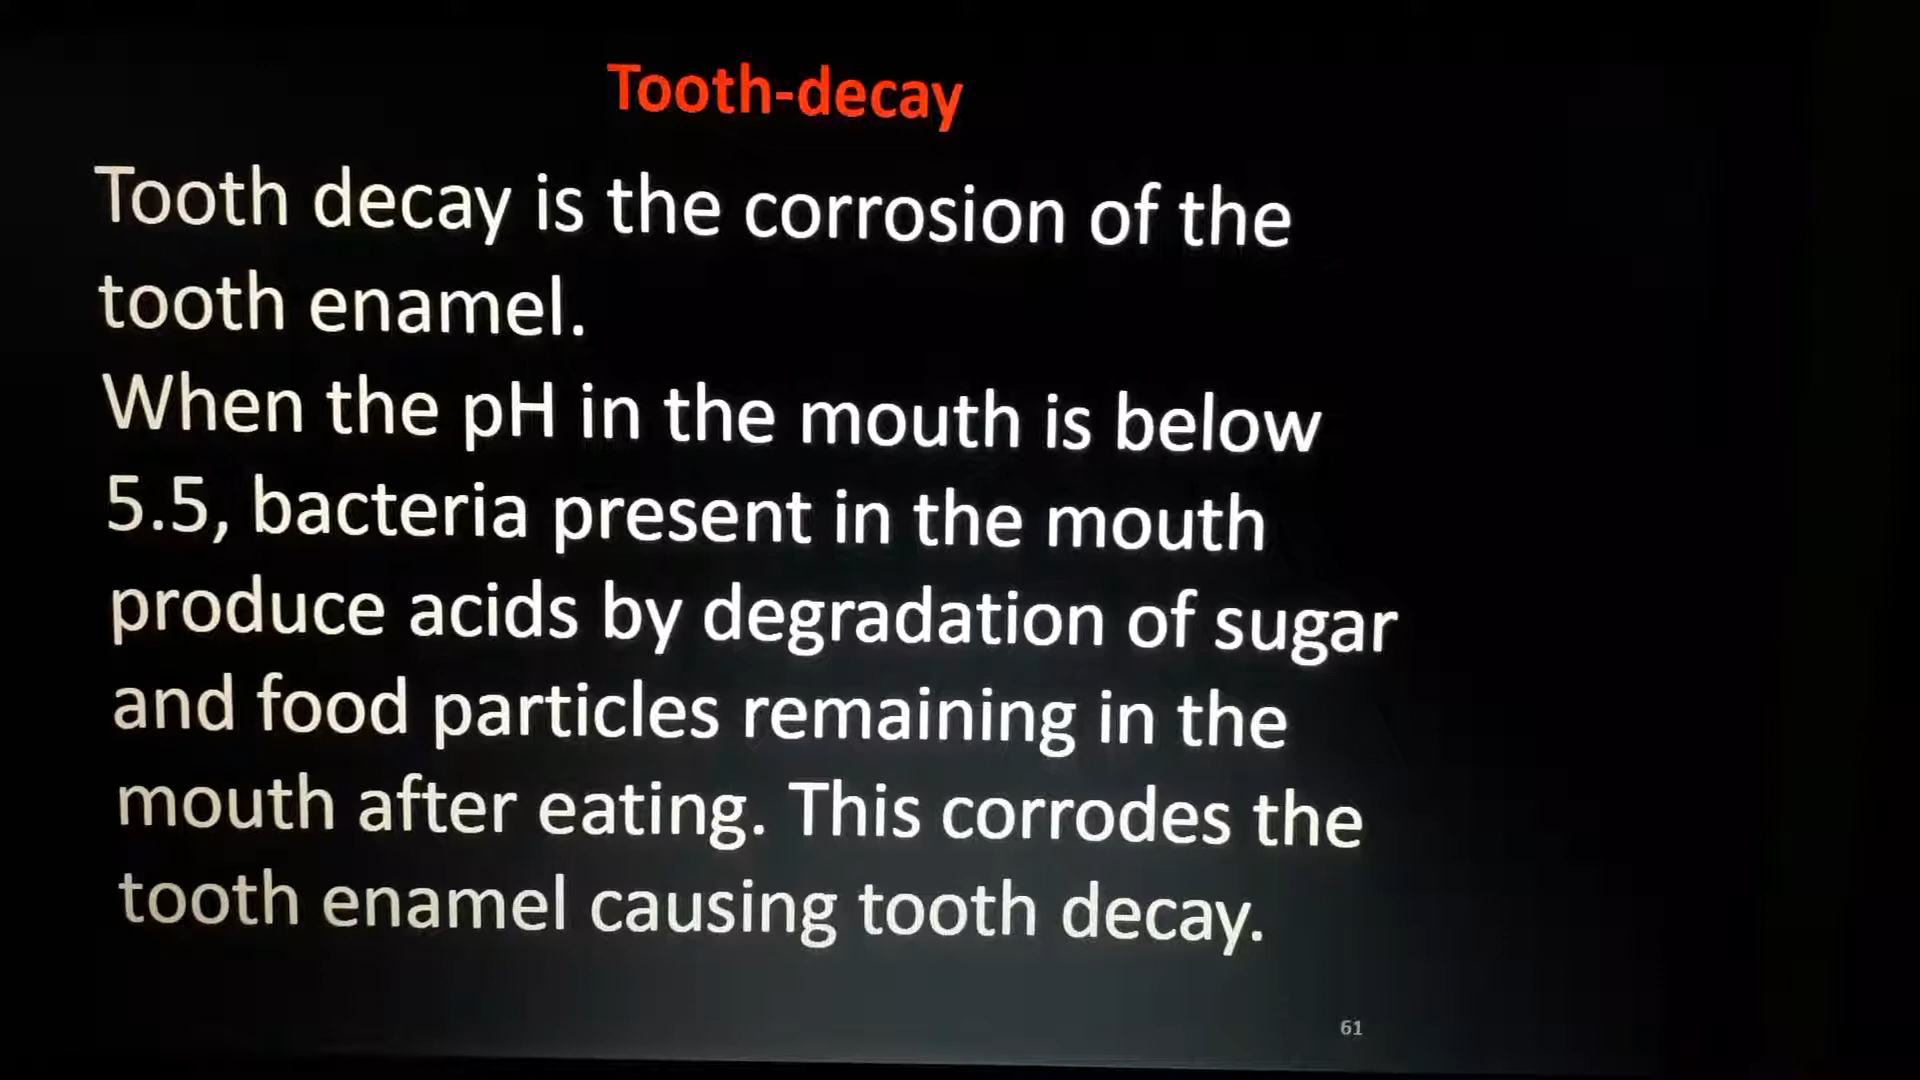 Tooth-decay
Tooth decay is the corrosion of the
tooth enamel.
When the pH in the mouth is below
5.5, bacteria present in the mouth
produce acids by degradation of sugar
and food particles remaining in the
mouth after eating. This corrodes the
tooth enamel causing tooth decay.
61